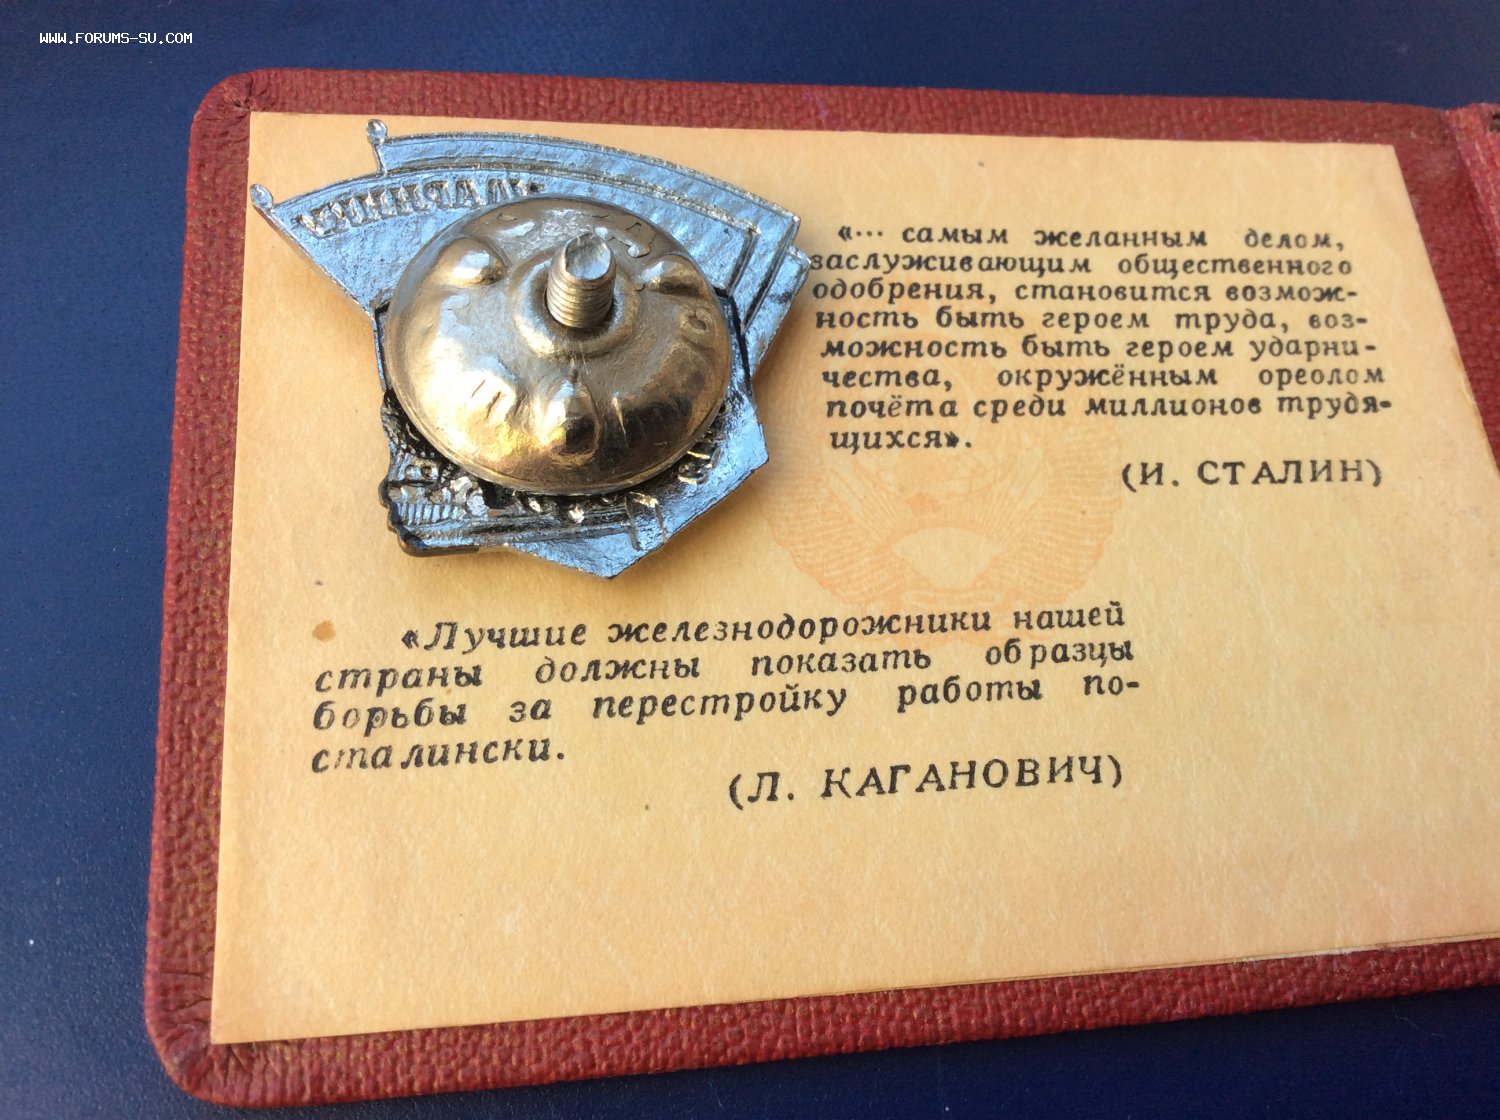 WWW.FORUMS-SU.COM
«... самым желанным делом,
заслуживающим общественного
одобрения, становится возмож-
ность быть героем труда, воз-
можность быть героем ударни-
чества, окружённым ореолом
почёта среди миллионов трудя-
щихся».
(И. СТАЛИН)
«Лучшие железнодорожники нашей
страны должны показать образцы
борьбы за перестройку работы по-
сталински.
(Л. КАГАНОВИЧ)